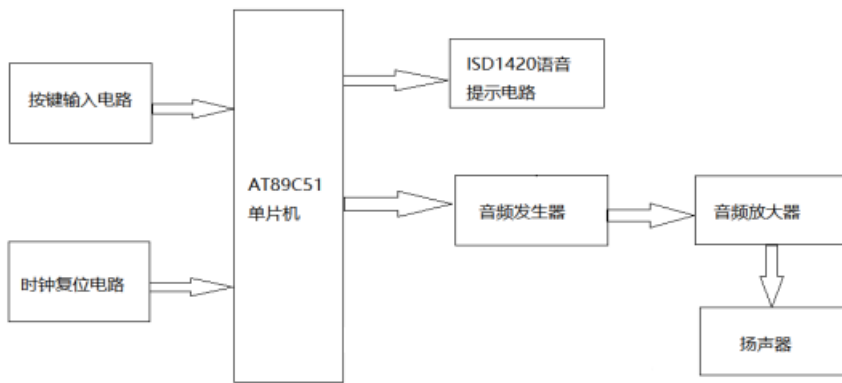 按键输入电路
时钟复位电路
AT89C51
单片机
ISD1420语音
提示电路
音频发生器
音频放大器
扬声器